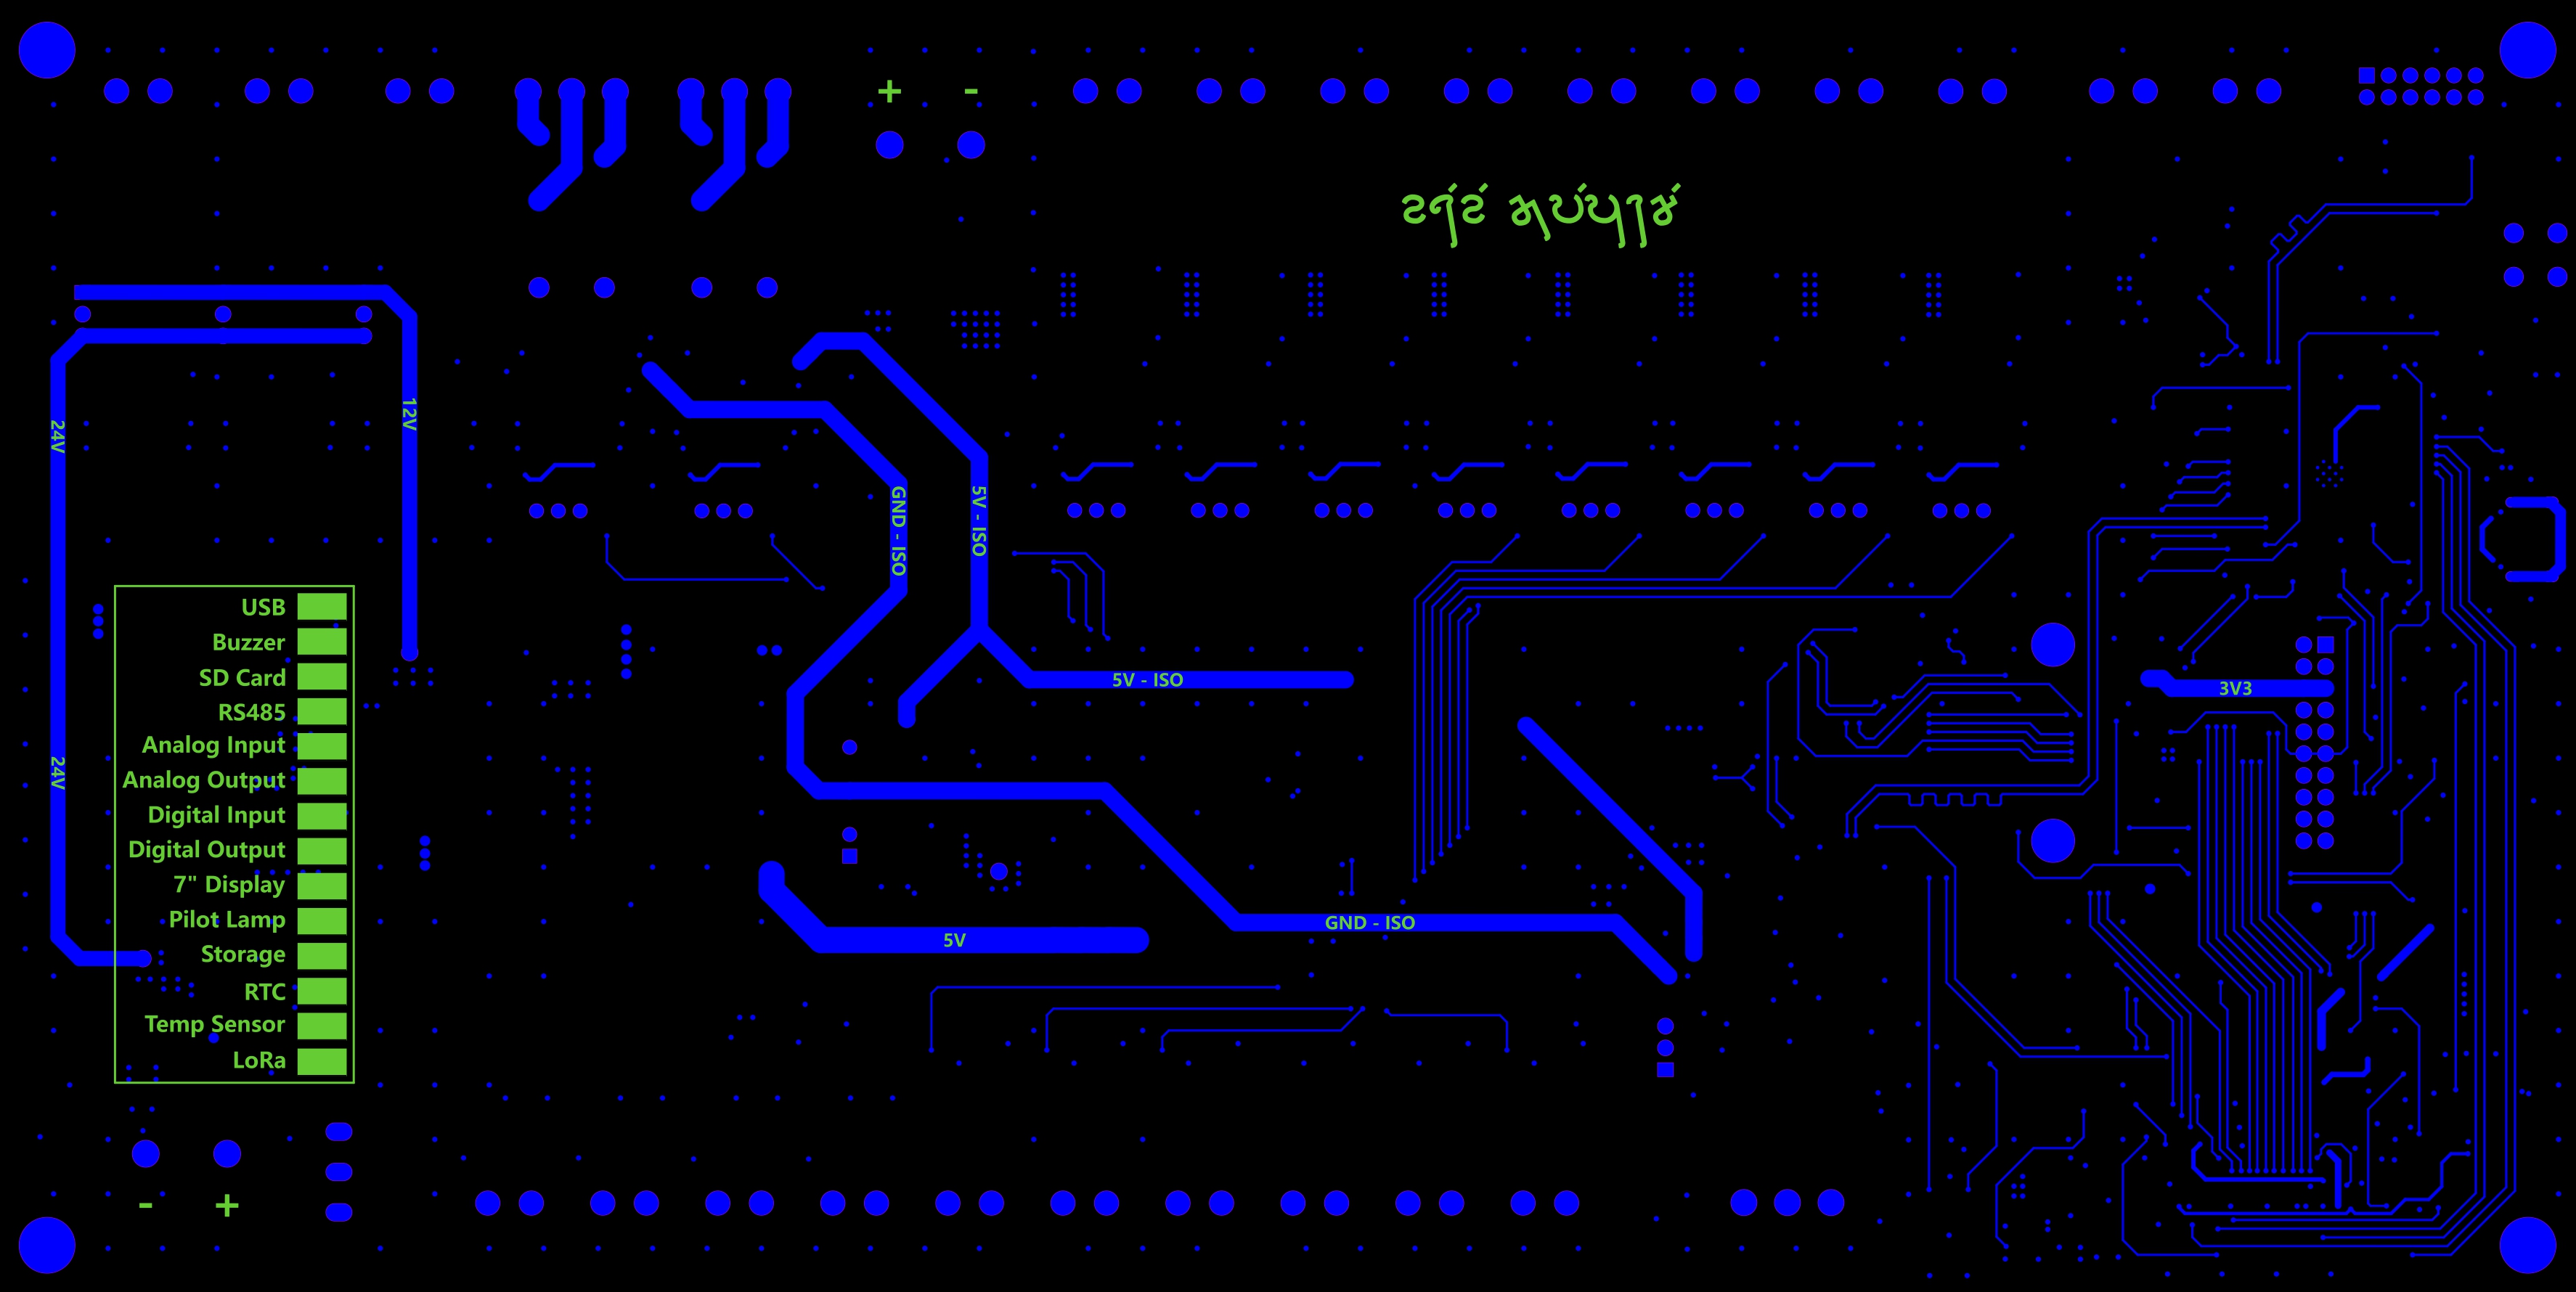 + -
24V
12V
GND - ISO
5V - ISO
USB
Buzzer
SD Card
5V - ISO
3V3
RS485
Analog Input
24V
Analog Output
Digital Input
Digital Output
7" Display
Pilot Lamp
GND - ISO
5V
Storage
RTC
Temp Sensor
LoRa
- +